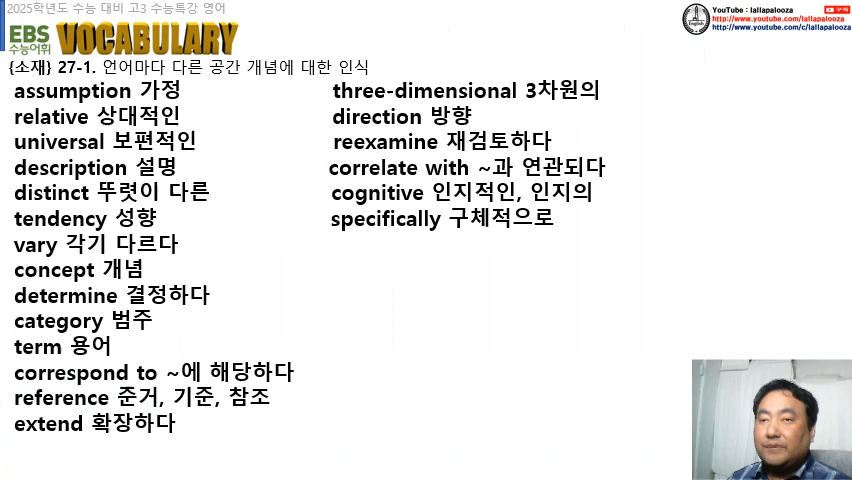 2025학년도 수능 대비 고3 수능특강 영어
EBS 수능어휘 VOCABULARY
YouTube : lallapalooza 구독
http://www.youtube.com/lallapalooza
http://www.youtube.com/c/lallapalooza
English
{소재} 27-1. 언어마다 다른 공간 개념에 대한 인식
assumption 가정
relative 상대적인
universal 보편적인
description 설명
distinct 뚜렷이 다른
tendency 성향
vary 각기 다르다
concept 개념
determine 결정하다
category 범주
term 용어
correspond to ~에 해당하다
reference 준거, 기준, 참조
extend 확장하다
three-dimensional 3차원의
direction 방향
reexamine 재검토하다
correlate with ~과 연관되다
cognitive 인지적인, 인지의
specifically 구체적으로